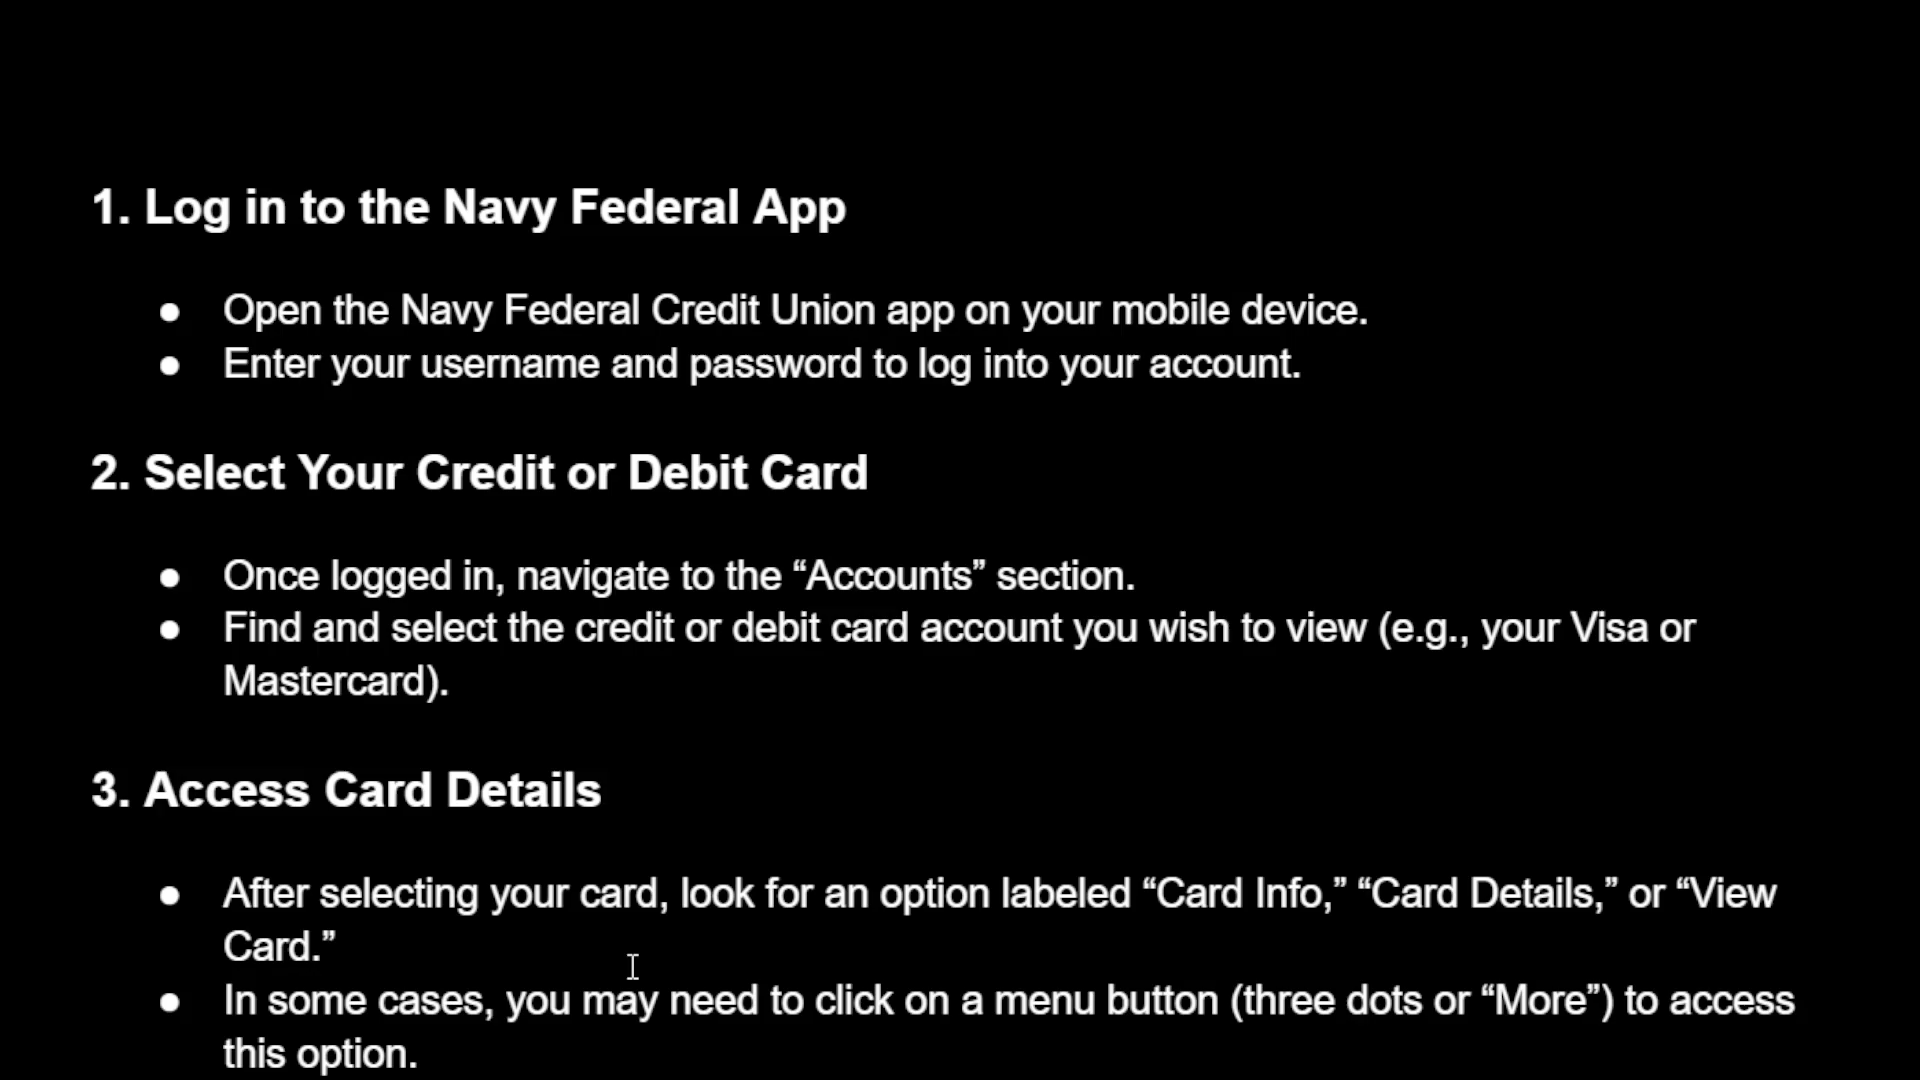 1. Log in to the Navy Federal App
● Open the Navy Federal Credit Union app on your mobile device.
● Enter your username and password to log into your account.
2. Select Your Credit or Debit Card
● Once logged in, navigate to the “Accounts” section.
● Find and select the credit or debit card account you wish to view (e.g., your Visa or
Mastercard).
3. Access Card Details
● After selecting your card, look for an option labeled “Card Info,” “Card Details,” or “View
Card.”
● In some cases, you may need to click on a menu button (three dots or “More”) to access
this option.